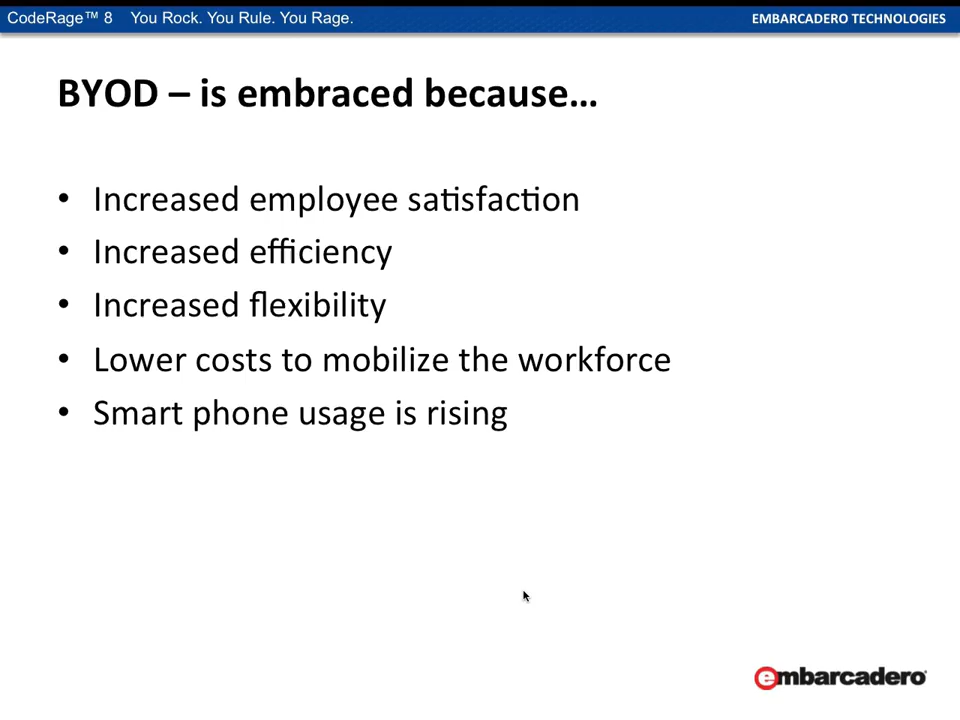 CodeRage™ 8 You Rock. You Rule. You Rage. EMBARCADERO TECHNOLOGIES
BYOD – is embraced because…
• Increased employee satisfaction
• Increased efficiency
• Increased flexibility
• Lower costs to mobilize the workforce
• Smart phone usage is rising
embarcadero